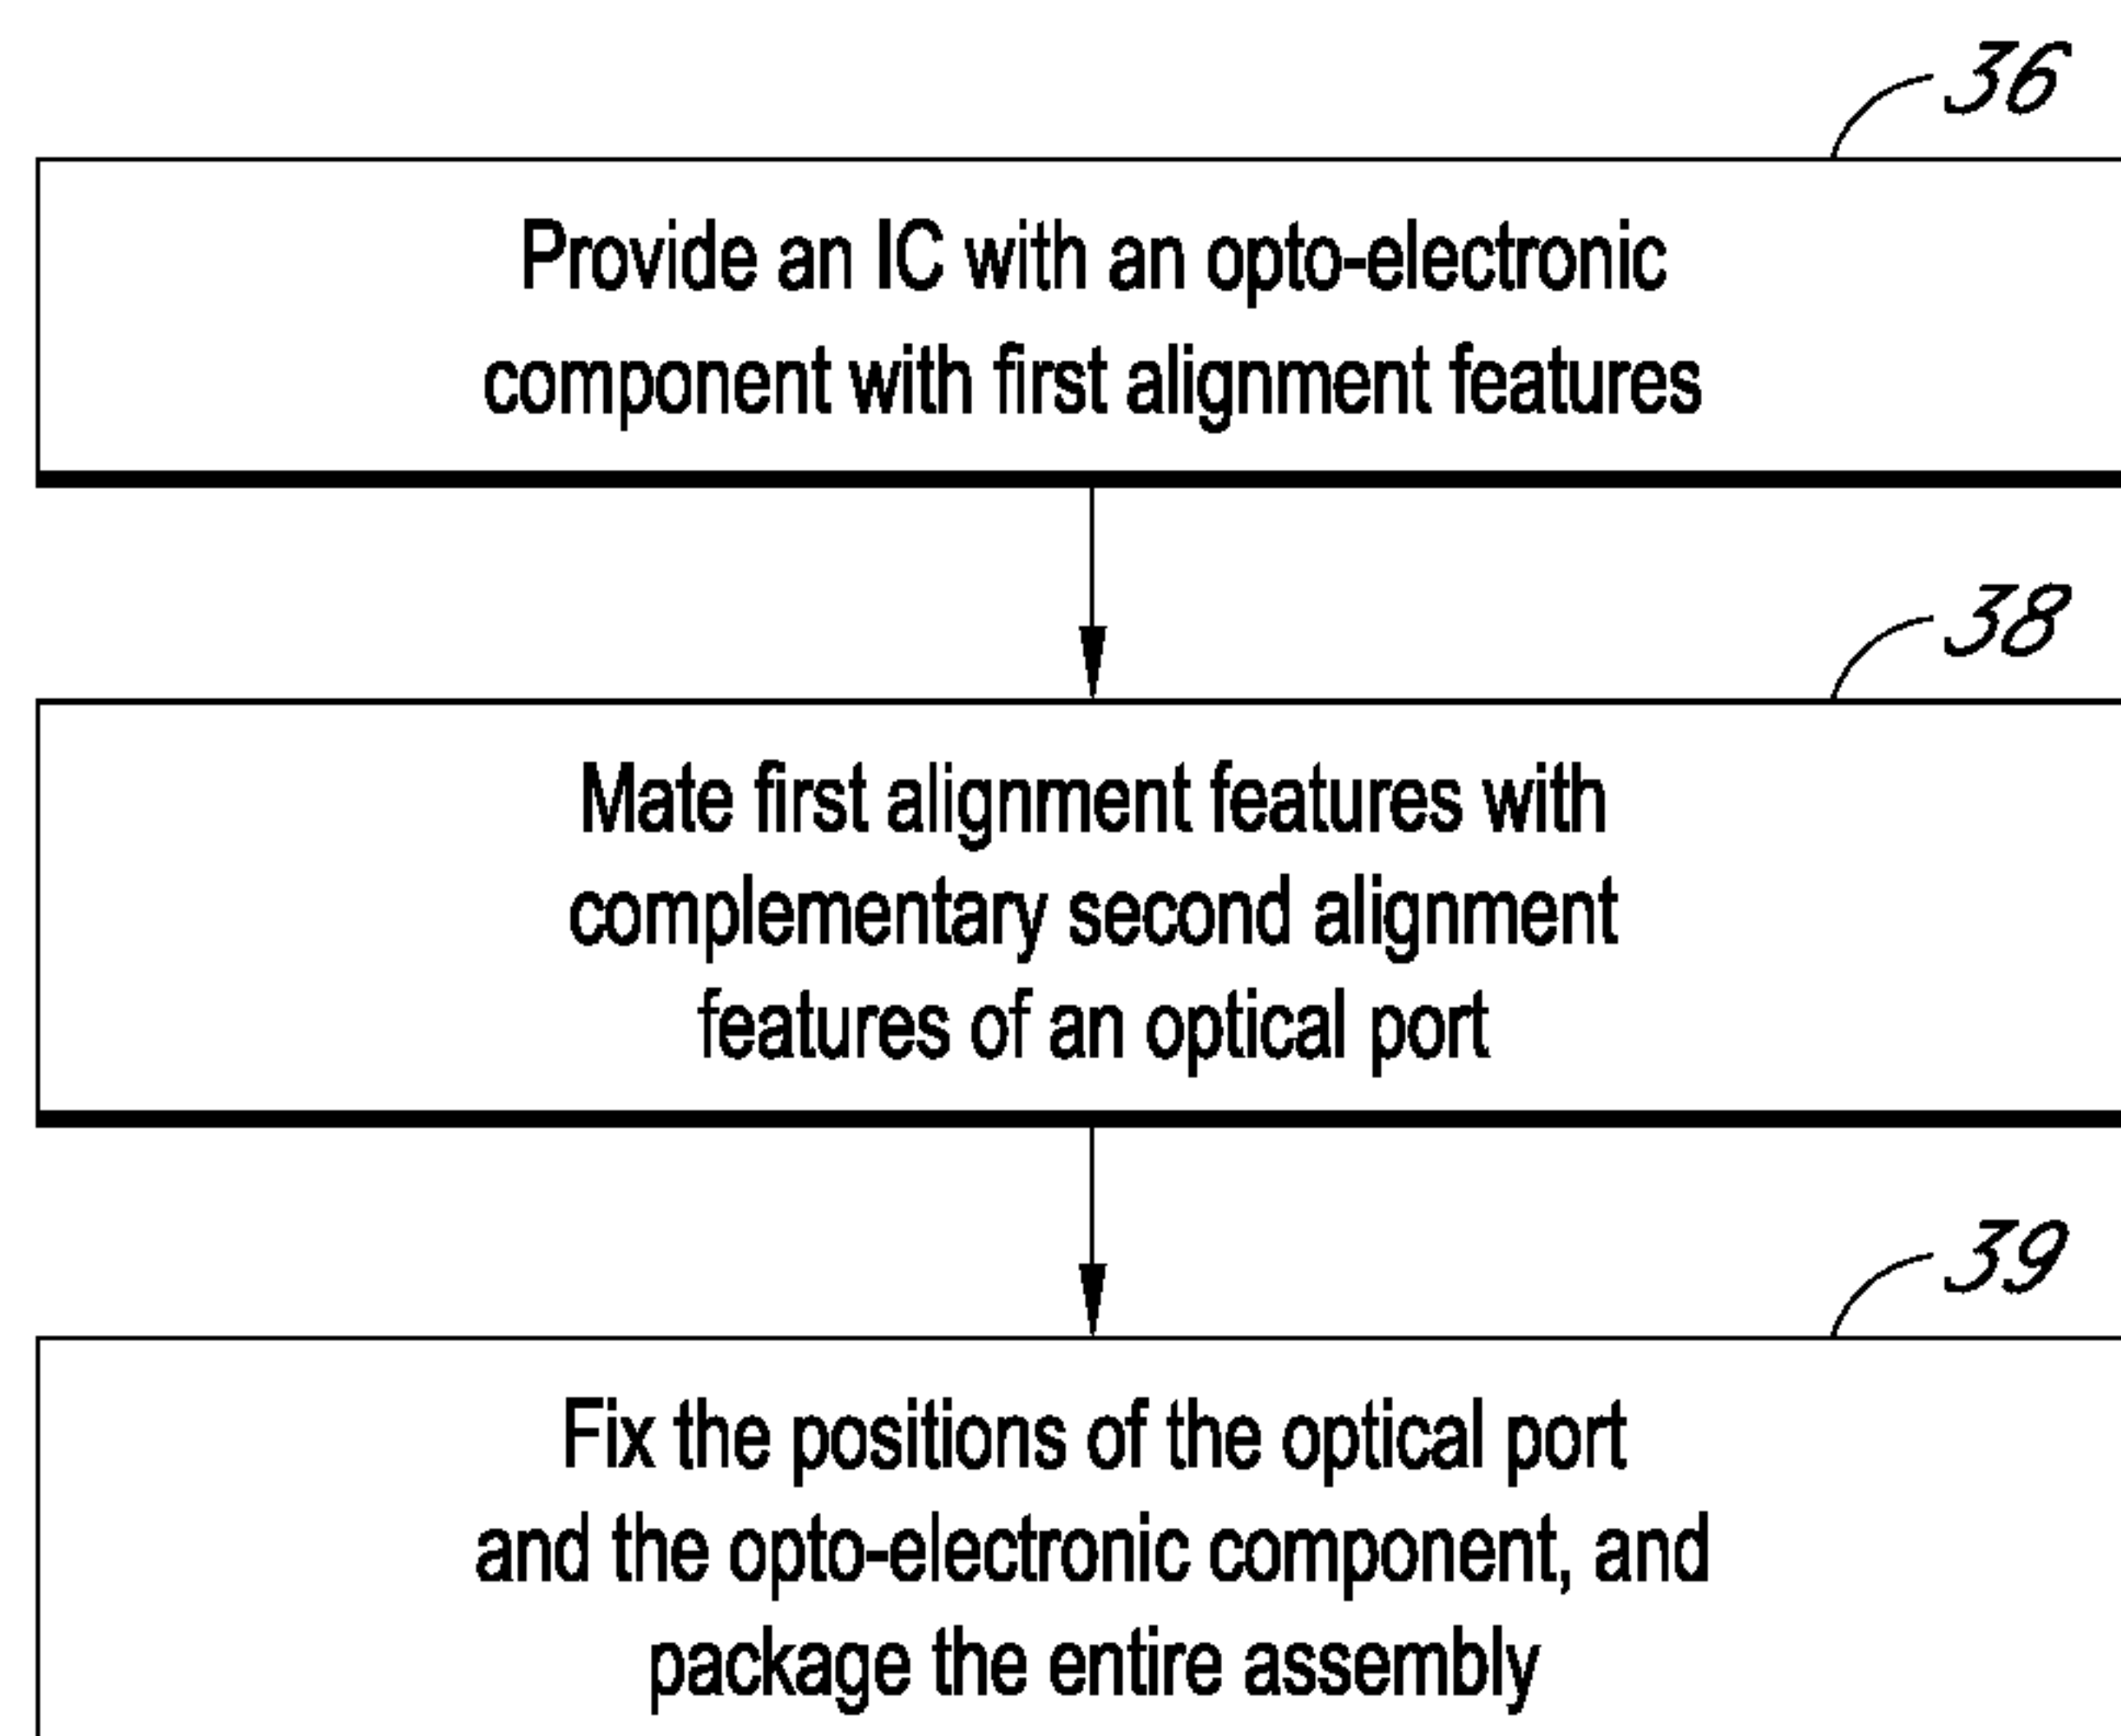 36
Provide an IC with an opto-electronic
component with first alignment features
38
Mate first alignment features with
complementary second alignment
features of an optical port
39
Fix the positions of the optical port
and the opto-electronic component, and
package the entire assembly